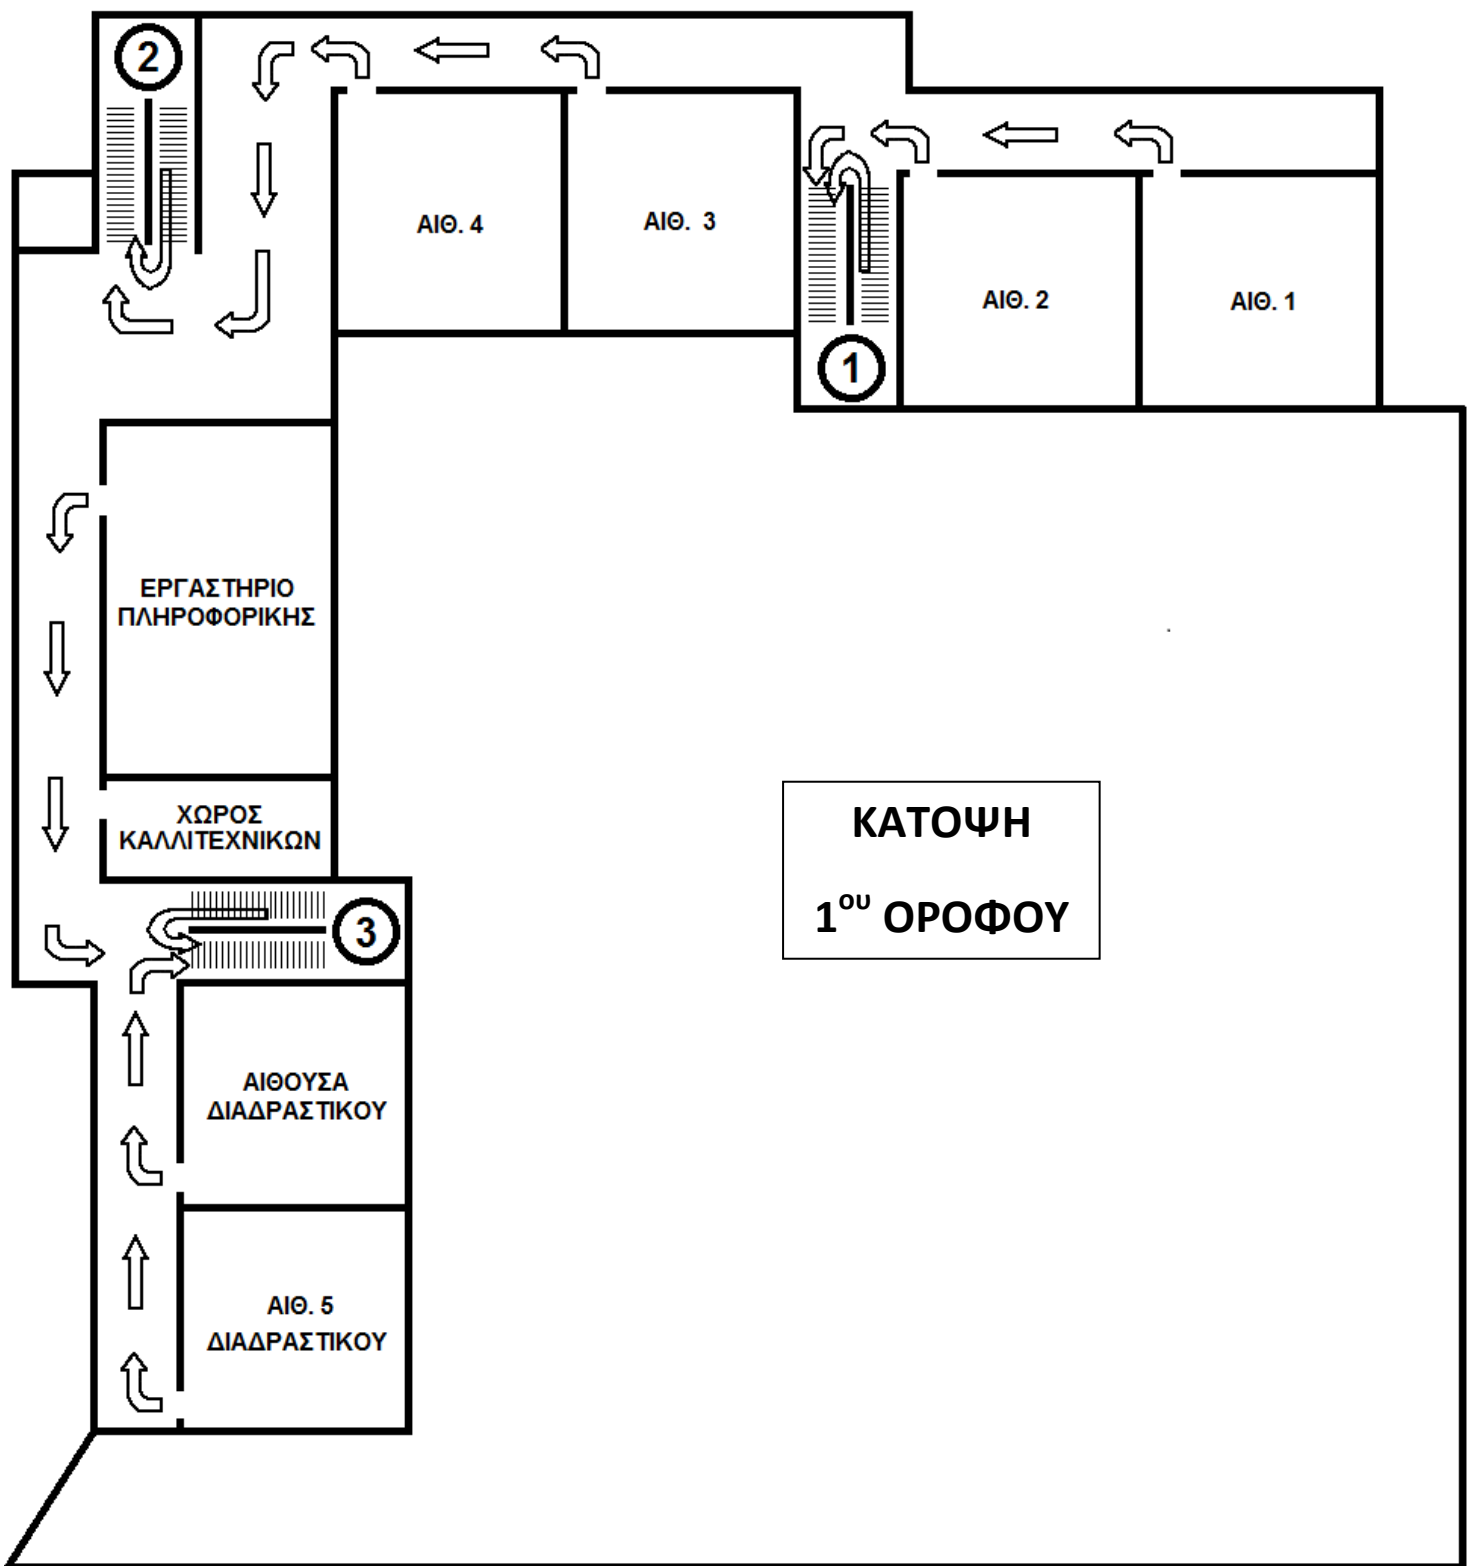 2
ΑΙΘ. 4
ΑΙΘ. 3
ΑΙΘ. 2
ΑΙΘ. 1
1
ΕΡΓΑΣΤΗΡΙΟ
ΠΛΗΡΟΦΟΡΙΚΗΣ
ΧΩΡΟΣ
ΚΑΛΛΙΤΕΧΝΙΚΩΝ
ΚΑΤΟΨΗ
1ου ΟΡΟΦΟΥ
3
ΑΙΘΟΥΣΑ
ΔΙΑΔΡΑΣΤΙΚΟΥ
ΑΙΘ. 5
ΔΙΑΔΡΑΣΤΙΚΟΥ